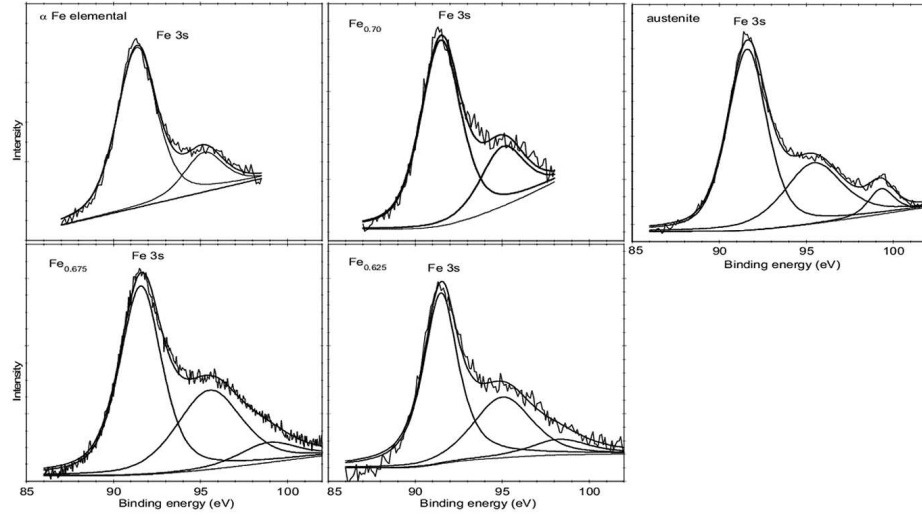 α Fe elemental
Fe 3s
Intensity
Fe0.70
Fe 3s
austenite
Fe 3s
85 90 95 100
Binding energy (eV)
Fe0.675
Fe 3s
Intensity
85 90 95 100
Binding energy (eV)
Fe0.625
Fe 3s
85 90 95 100
Binding energy (eV)